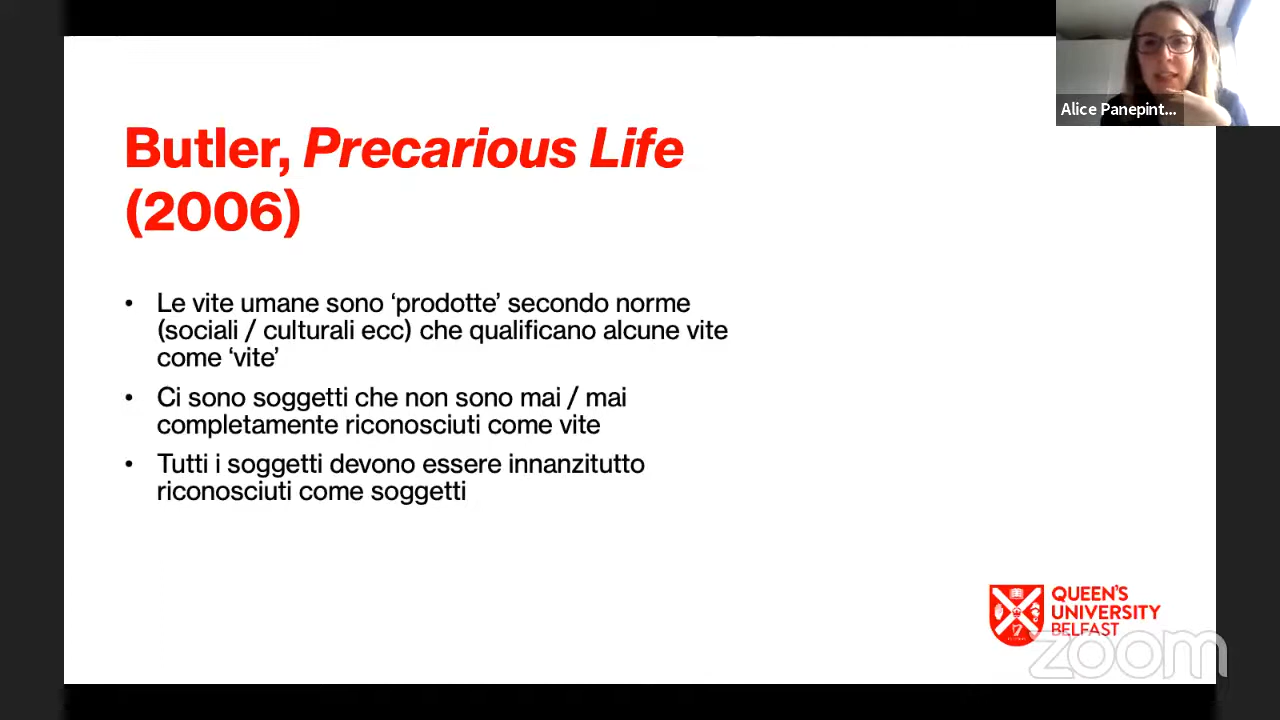 Alice Panepint...
Butler, Precarious Life
(2006)
• Le vite umane sono ‘prodotte’ secondo norme
(sociali / culturali ecc) che qualificano alcune vite
come ‘vite’
• Ci sono soggetti che non sono mai / mai
completamente riconosciuti come vite
• Tutti i soggetti devono essere innanzitutto
riconosciuti come soggetti
QUEEN'S
UNIVERSITY
BELFAST
zoom